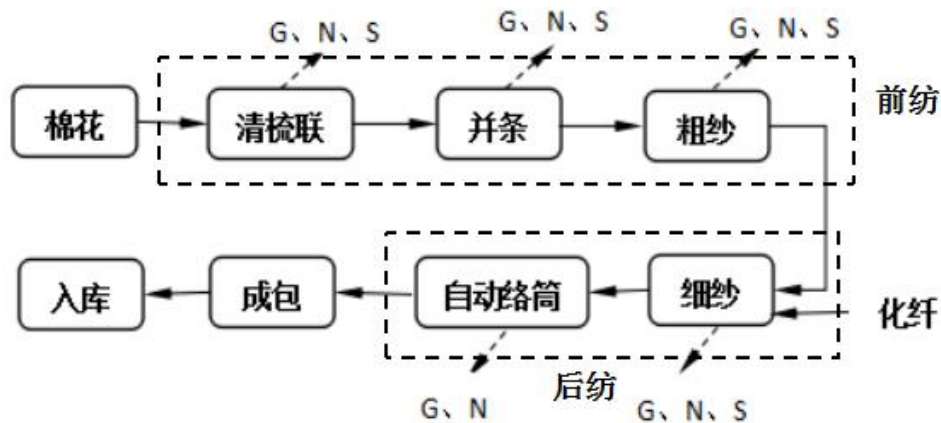 G、N、S
G、N、S
G、N、S
前纺
棉花
清梳联
并条
粗纱
入库
成包
自动络筒
细纱
化纤
后纺
G、N
G、N、S